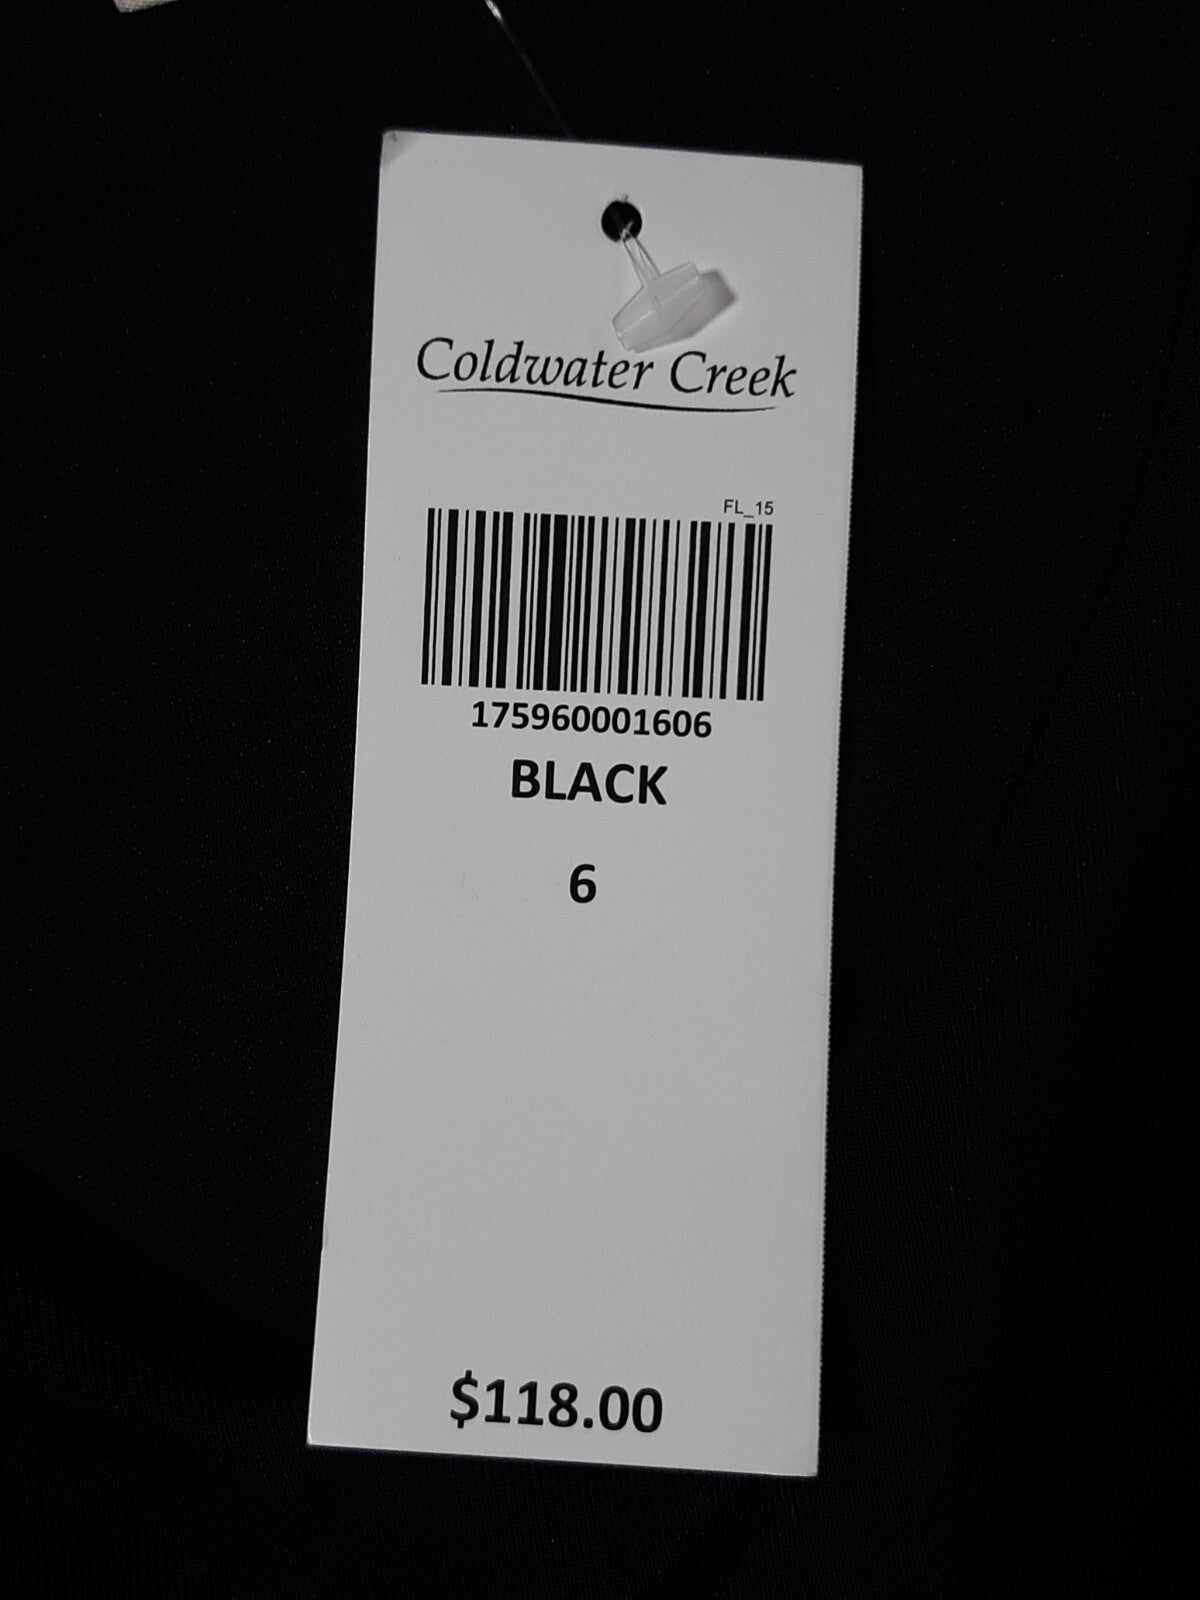 Coldwater Creek
FL_15
175960001606
BLACK
6
$118.00